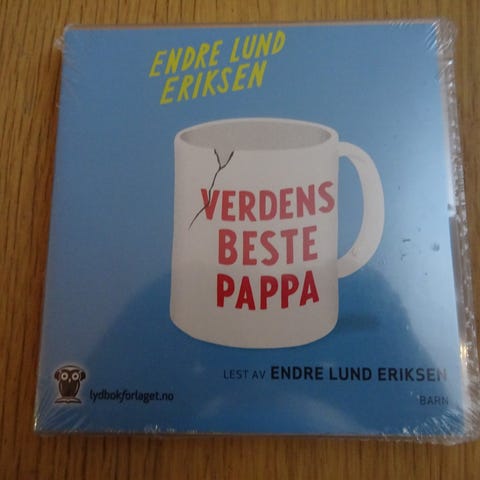 ENDRE LUND
ERIKSEN
VERDENS
BESTE
PAPPA
LEST AV ENDRE LUND ERIKSEN
lydbokforlaget.no
BARN